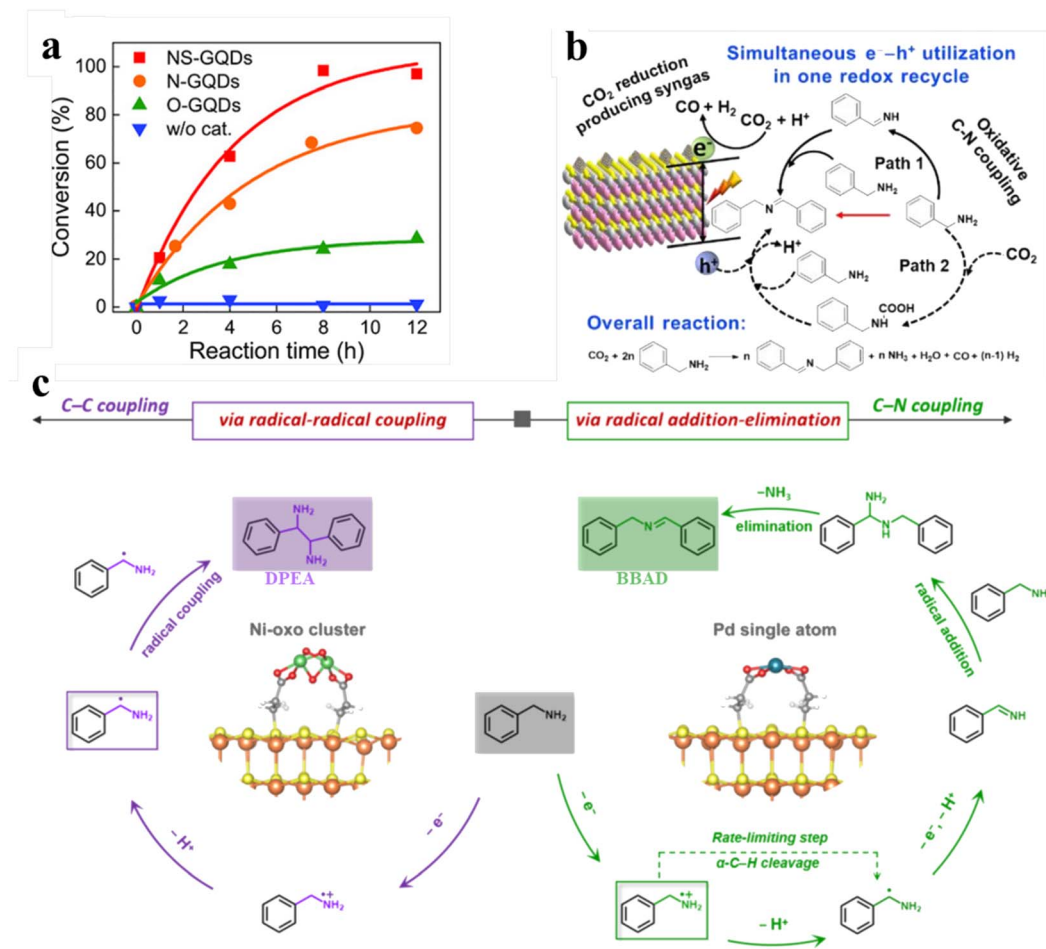 a
NS-GQDs
N-GQDs
O-GQDs
w/o cat.
Conversion (%)
100
80
60
40
20
0
0
2
4
6
8
10
12
Reaction time (h)
b
Simultaneous e⁻–h⁺ utilization
in one redox recycle
CO₂ reduction
producing syngas
CO + H₂
CO₂ + H⁺
e⁻
h⁺
NH
Path 1
NH₂
Oxidative
C-N coupling
N
NH₂
H⁺
NH₂
Path 2
CO₂
COOH
NH
Overall reaction:
CO₂ + 2n NH₂ n N + n NH₃ + H₂O + CO + (n-1) H₂
c
C–C coupling
via radical-radical coupling
via radical addition-elimination
C–N coupling
NH₂
NH₂
NH₂
DPEA
radical coupling
N
BBAD
–NH₃
elimination
NH₂
N
H
NH
radical addition
Ni-oxo cluster
Pd single atom
NH₂
NH₂
NH
– H⁺
– e⁻
– e⁻
– e⁻, – H⁺
Rate-limiting step
α-C–H cleavage
NH₂
NH₂
NH₂
– H⁺